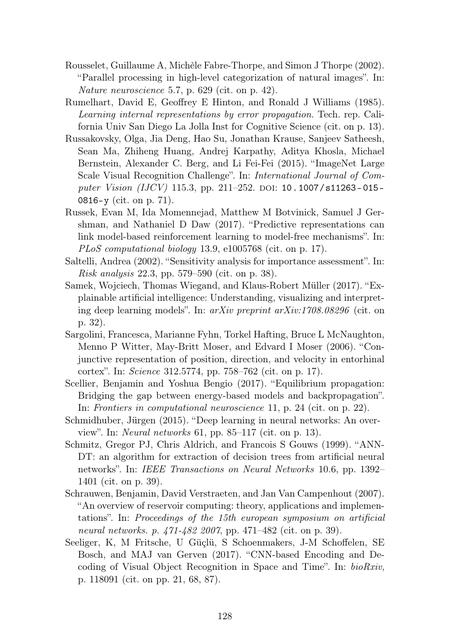 Rousselet, Guillaume A, Michèle Fabre-Thorpe, and Simon J Thorpe (2002).
“Parallel processing in high-level categorization of natural images”. In:
Nature neuroscience 5.7, p. 629 (cit. on p. 42).
Rumelhart, David E, Geoffrey E Hinton, and Ronald J Williams (1985).
Learning internal representations by error propagation. Tech. rep. Cali-
fornia Univ San Diego La Jolla Inst for Cognitive Science (cit. on p. 13).
Russakovsky, Olga, Jia Deng, Hao Su, Jonathan Krause, Sanjeev Satheesh,
Sean Ma, Zhiheng Huang, Andrej Karpathy, Aditya Khosla, Michael
Bernstein, Alexander C. Berg, and Li Fei-Fei (2015). “ImageNet Large
Scale Visual Recognition Challenge”. In: International Journal of Com-
puter Vision (IJCV) 115.3, pp. 211–252. DOI: 10.1007/s11263-015-
0816-y (cit. on p. 71).
Russek, Evan M, Ida Momennejad, Matthew M Botvinick, Samuel J Ger-
shman, and Nathaniel D Daw (2017). “Predictive representations can
link model-based reinforcement learning to model-free mechanisms”. In:
PLoS computational biology 13.9, e1005768 (cit. on p. 17).
Saltelli, Andrea (2002). “Sensitivity analysis for importance assessment”. In:
Risk analysis 22.3, pp. 579–590 (cit. on p. 38).
Samek, Wojciech, Thomas Wiegand, and Klaus-Robert Müller (2017). “Ex-
plainable artificial intelligence: Understanding, visualizing and interpret-
ing deep learning models”. In: arXiv preprint arXiv:1708.08296 (cit. on
p. 32).
Sargolini, Francesca, Marianne Fyhn, Torkel Hafting, Bruce L McNaughton,
Menno P Witter, May-Britt Moser, and Edvard I Moser (2006). “Con-
junctive representation of position, direction, and velocity in entorhinal
cortex”. In: Science 312.5774, pp. 758–762 (cit. on p. 17).
Scellier, Benjamin and Yoshua Bengio (2017). “Equilibrium propagation:
Bridging the gap between energy-based models and backpropagation”.
In: Frontiers in computational neuroscience 11, p. 24 (cit. on p. 22).
Schmidhuber, Jürgen (2015). “Deep learning in neural networks: An over-
view”. In: Neural networks 61, pp. 85–117 (cit. on p. 13).
Schmitz, Gregor PJ, Chris Aldrich, and Francois S Gouws (1999). “ANN-
DT: an algorithm for extraction of decision trees from artificial neural
networks”. In: IEEE Transactions on Neural Networks 10.6, pp. 1392–
1401 (cit. on p. 39).
Schrauwen, Benjamin, David Verstraeten, and Jan Van Campenhout (2007).
“An overview of reservoir computing: theory, applications and implemen-
tations”. In: Proceedings of the 15th european symposium on artificial
neural networks. p. 471-482 2007, pp. 471–482 (cit. on p. 39).
Seeliger, K, M Fritsche, U Güçlü, S Schoenmakers, J-M Schoffelen, SE
Bosch, and MAJ van Gerven (2017). “CNN-based Encoding and De-
coding of Visual Object Recognition in Space and Time”. In: bioRxiv,
p. 118091 (cit. on pp. 21, 68, 87).
128